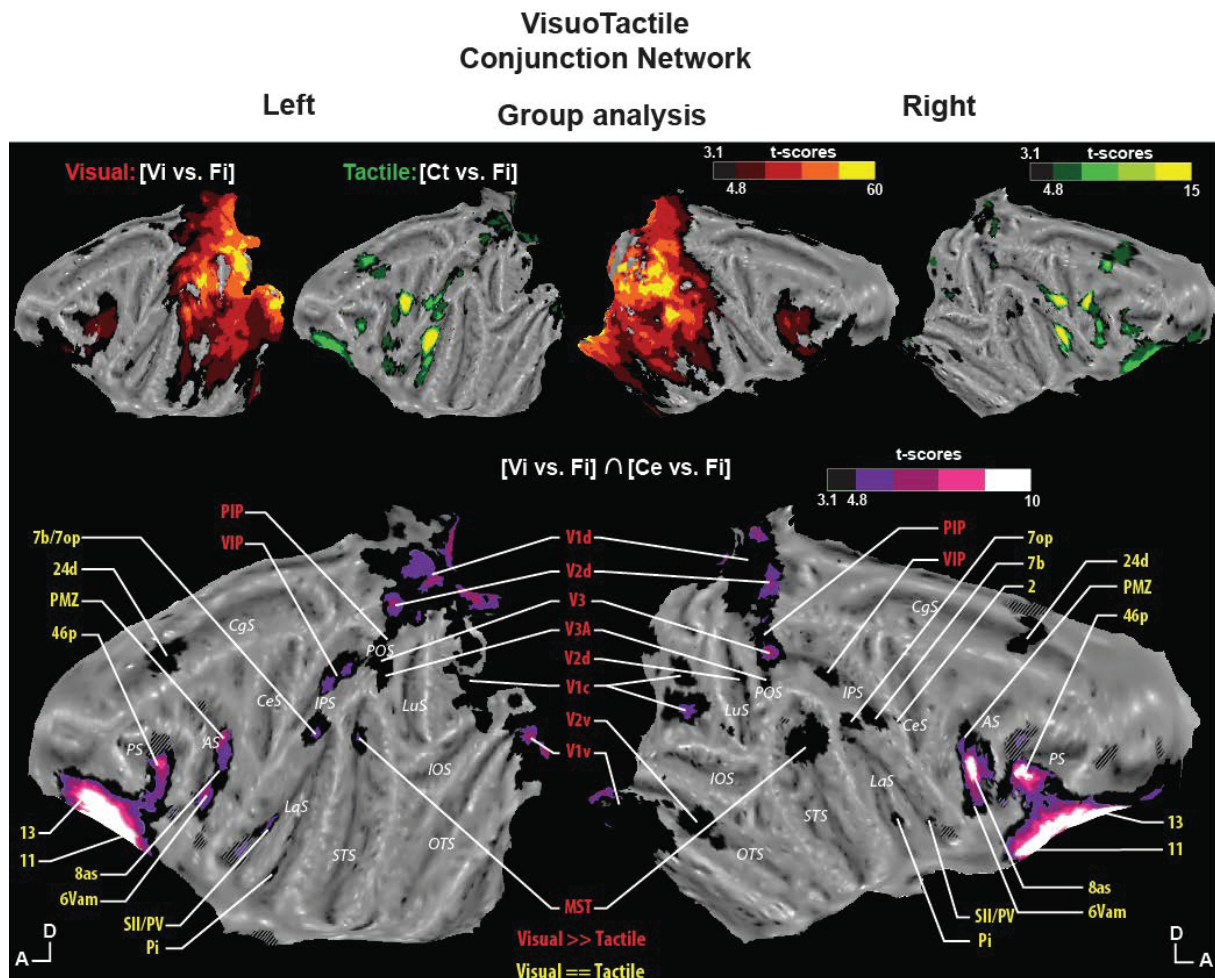 VisuoTactile
Conjunction Network
Left
Group analysis
Right
Visual: [Vi vs. Fi]
Tactile: [Ct vs. Fi]
3.1 t-scores
4.8 60
3.1 t-scores
4.8 15
[Vi vs. Fi] ∩ [Ce vs. Fi]
t-scores
3.1 4.8 10
PIP
VIP
7b/7op
24d
PMZ
46p
13
11
8as
6Vam
SII/PV
Pi
CgS
POS
CeS
IPS
LuS
PS
AS
IOS
LaS
STS
OTS
V1d
V2d
V3
V3A
V2d
V1c
V2v
V1v
MST
PIP
VIP
7op
7b
2
24d
PMZ
46p
CgS
POS
IPS
LuS
CeS
AS
PS
IOS
LaS
STS
OTS
13
11
8as
6Vam
SII/PV
Pi
Visual >> Tactile
Visual == Tactile
D
A
D
A